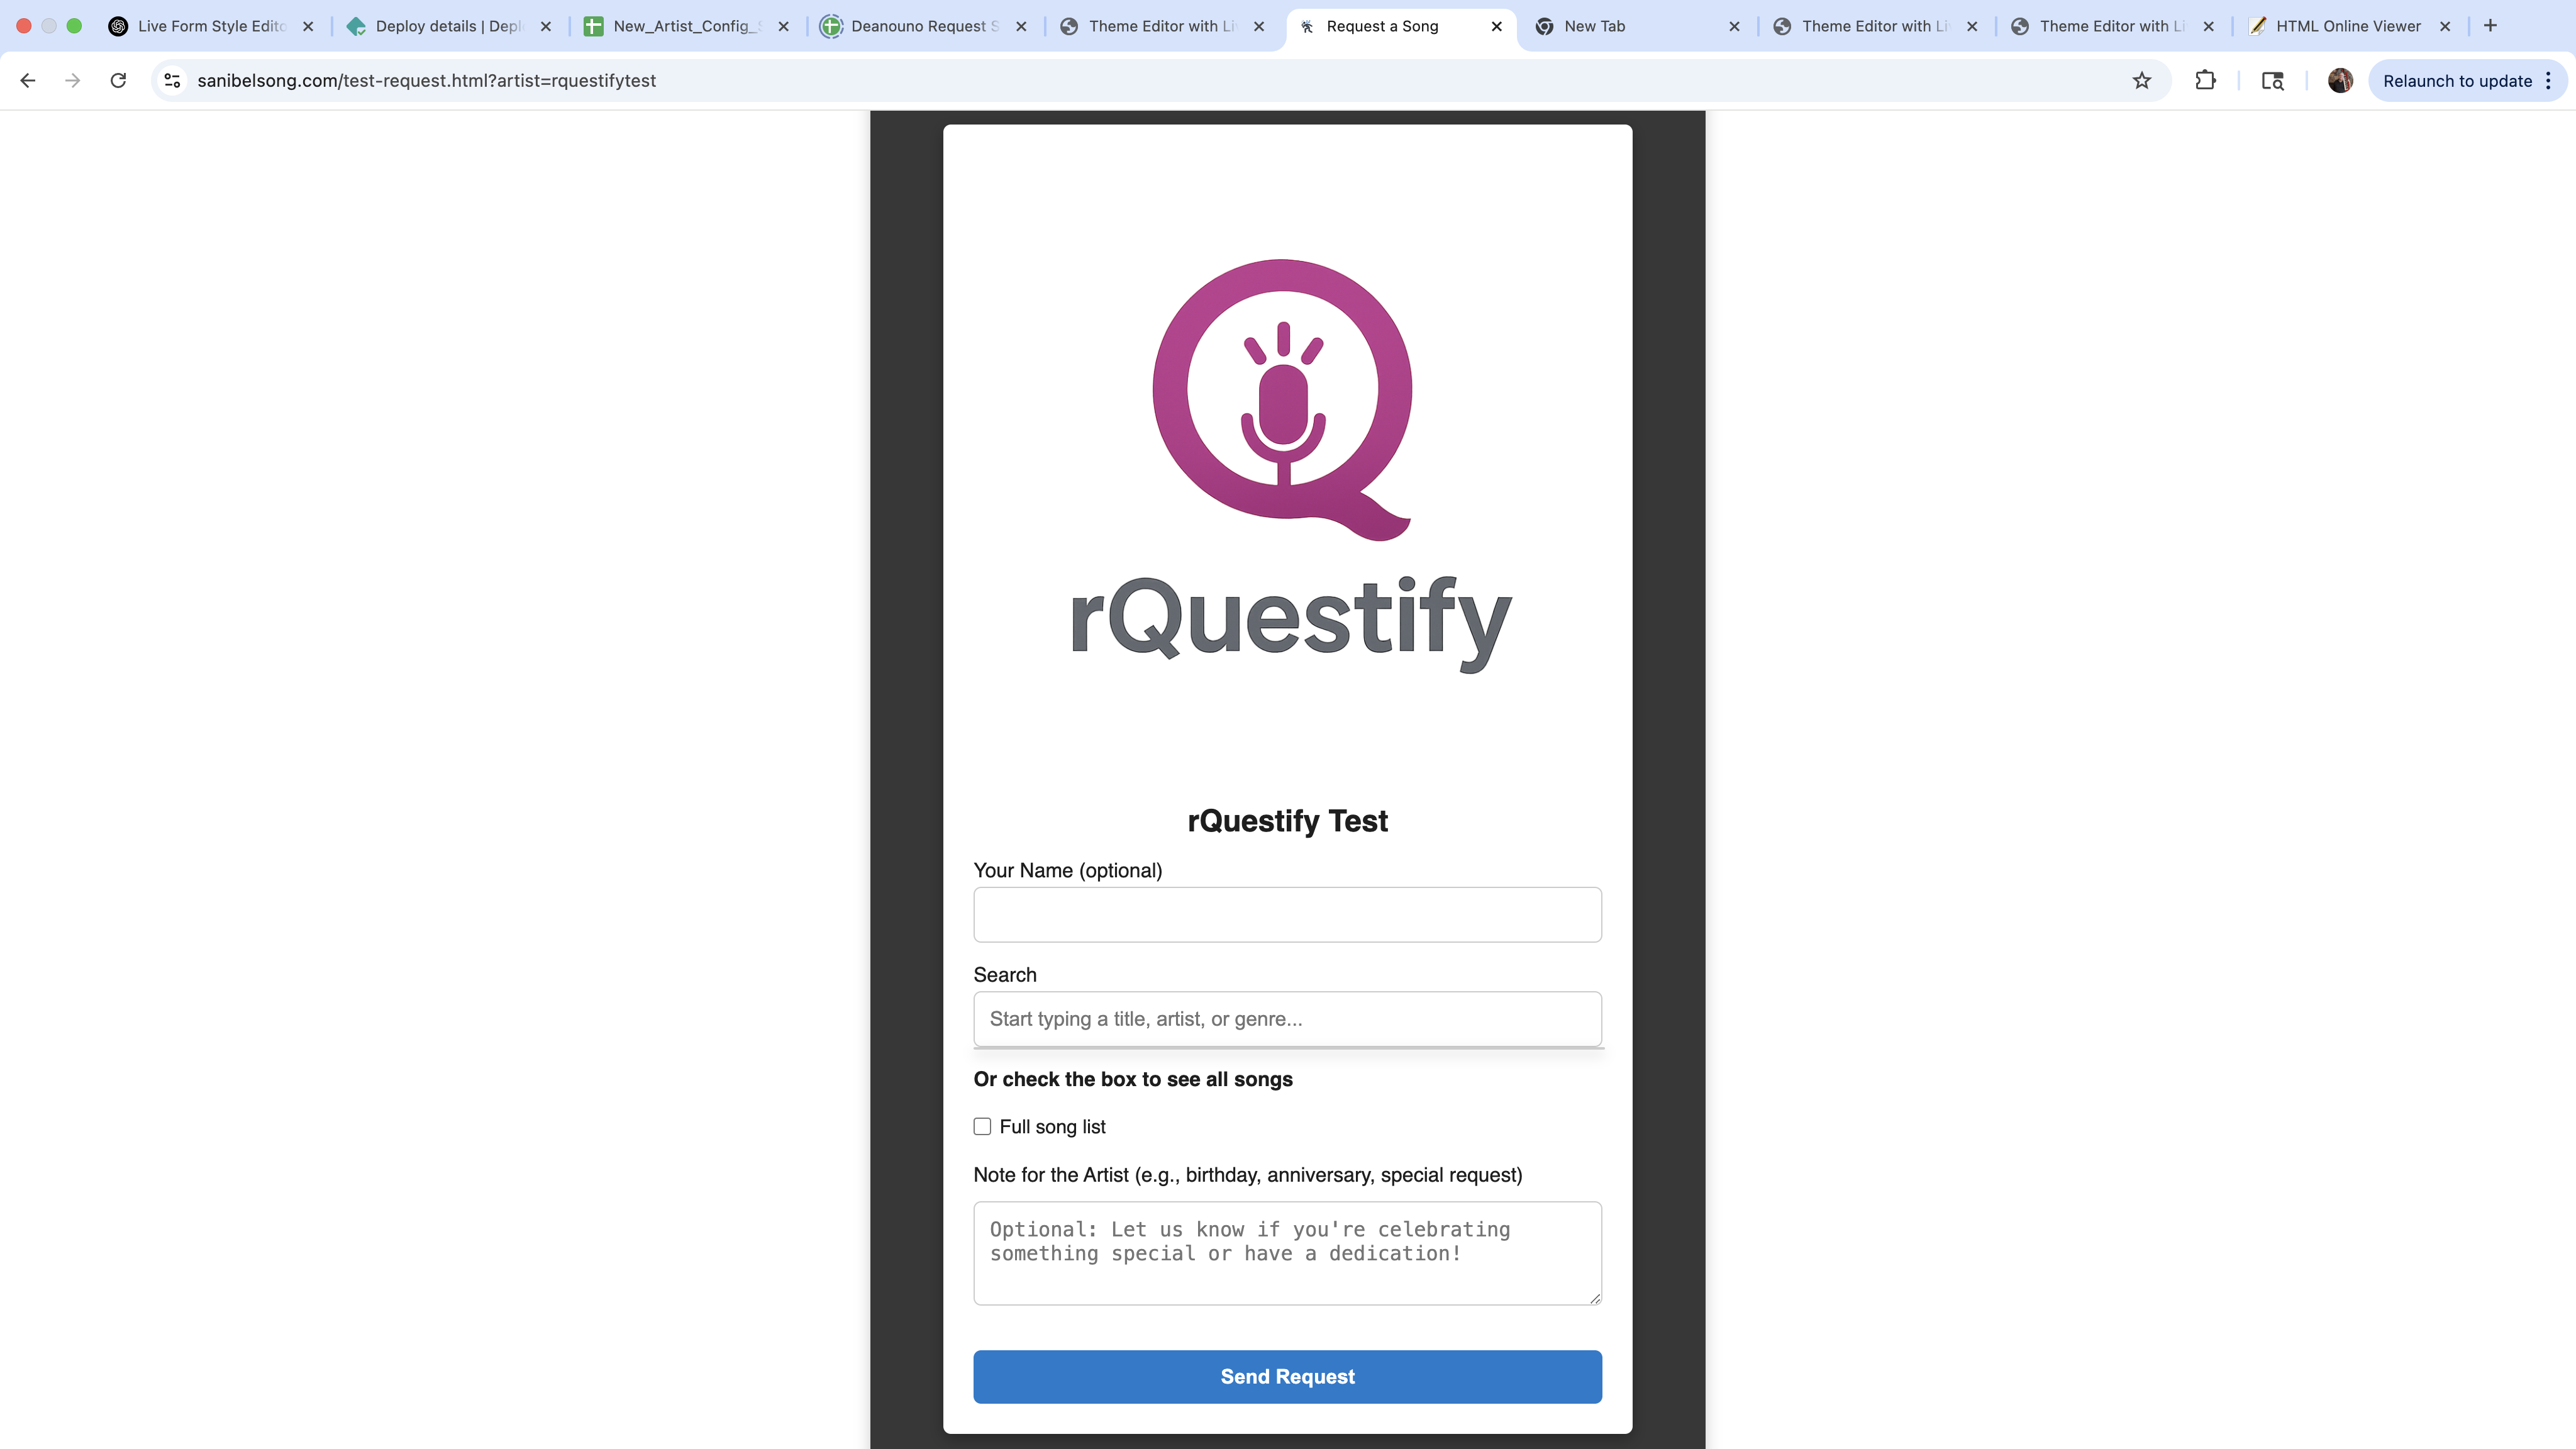 Live Form Style Edito
Deploy details | Depl
New_Artist_Config_S
Deanouno Request S
Theme Editor with Li
Request a Song
New Tab
Theme Editor with Li
Theme Editor with Li
HTML Online Viewer
sanibelsong.com/test-request.html?artist=rquestifytest
Relaunch to update
rQuestify
rQuestify Test
Your Name (optional)
Search
Start typing a title, artist, or genre...
Or check the box to see all songs
Full song list
Note for the Artist (e.g., birthday, anniversary, special request)
Optional: Let us know if you're celebrating
something special or have a dedication!
Send Request